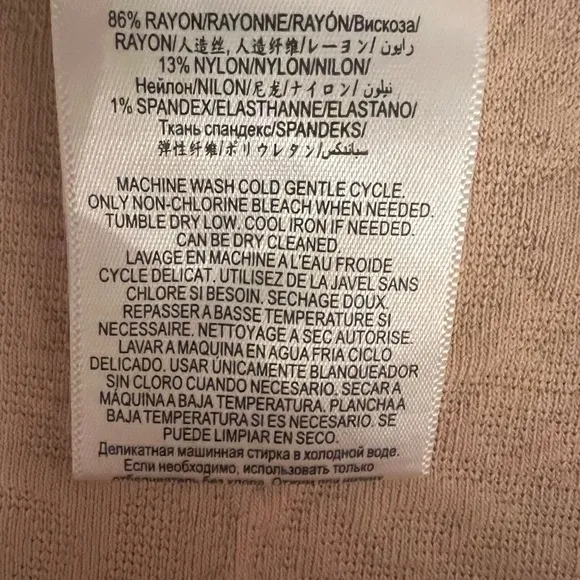 86% RAYON/RAYONNE/RAYÓN/Вискоза/
RAYON/人造丝, 人造纤维/レーヨン/ رايون
13% NYLON/NYLON/NILON/
Нейлон/NILON/尼龙/ナイロン/ نيلون
1% SPANDEX/ELASTHANNE/ELASTANO/
Ткань спандекс/SPANDEKS/
弹性纤维/ポリウレタン/سباندكس
MACHINE WASH COLD GENTLE CYCLE.
ONLY NON-CHLORINE BLEACH WHEN NEEDED.
TUMBLE DRY LOW. COOL IRON IF NEEDED.
CAN BE DRY CLEANED
LAVAGE EN MACHINE A L'EAU FROIDE
CYCLE DELICAT. UTILISEZ DE LA JAVEL SANS
CHLORE SI BESOIN. SECHAGE DOUX.
REPASSER A BASSE TEMPERATURE SI
NECESSAIRE. NETTOYAGE A SEC AUTORISE.
LAVAR A MAQUINA EN AGUA FRIA CICLO
DELICADO. USAR ÚNICAMENTE BLANQUEADOR
SIN CLORO CUANDO NECESARIO. SECAR A
MÁQUINA A BAJA TEMPERATURA. PLANCHA A
BAJA TEMPERATURA SI ES NECESARIO. SE
PUEDE LIMPIAR EN SECO.
Деликатная машинная стирка в холодной воде.
Если необходимо, использовать только